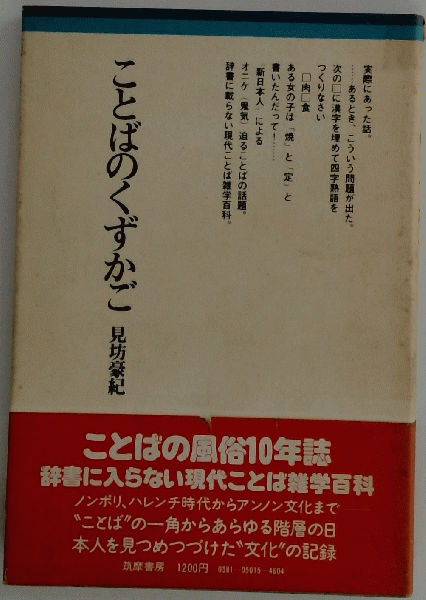 実際にあった話。
……あるとき、こういう問題が出た。
次の□に漢字を埋めて四字熟語を
つくりなさい
□肉□食
ある女の子は「焼」と「定」と
書いたんだって！……
「新日本人」による
オニケ「鬼気」迫ることばの話題。
辞書に載らない現代ことば雑学百科。
ことばのくずかご
見坊豪紀
ことばの風俗10年誌
辞書に入らない現代ことば雑学百科
ノンポリ、ハレンチ時代からアンノン文化まで
“ことば”の一角からあらゆる階層の日
本人を見つめつづけた“文化”の記録
筑摩書房 1200円 0381-05015-4604